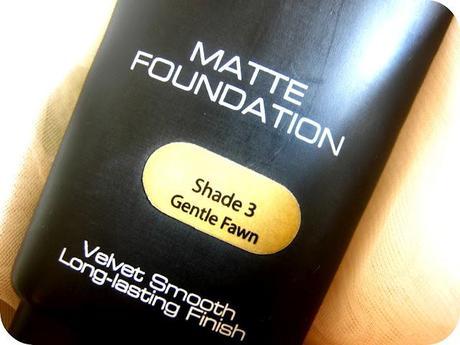 MATTE
FOUNDATION
Shade 3
Gentle Fawn
Velvet Smooth
Long-lasting Finish